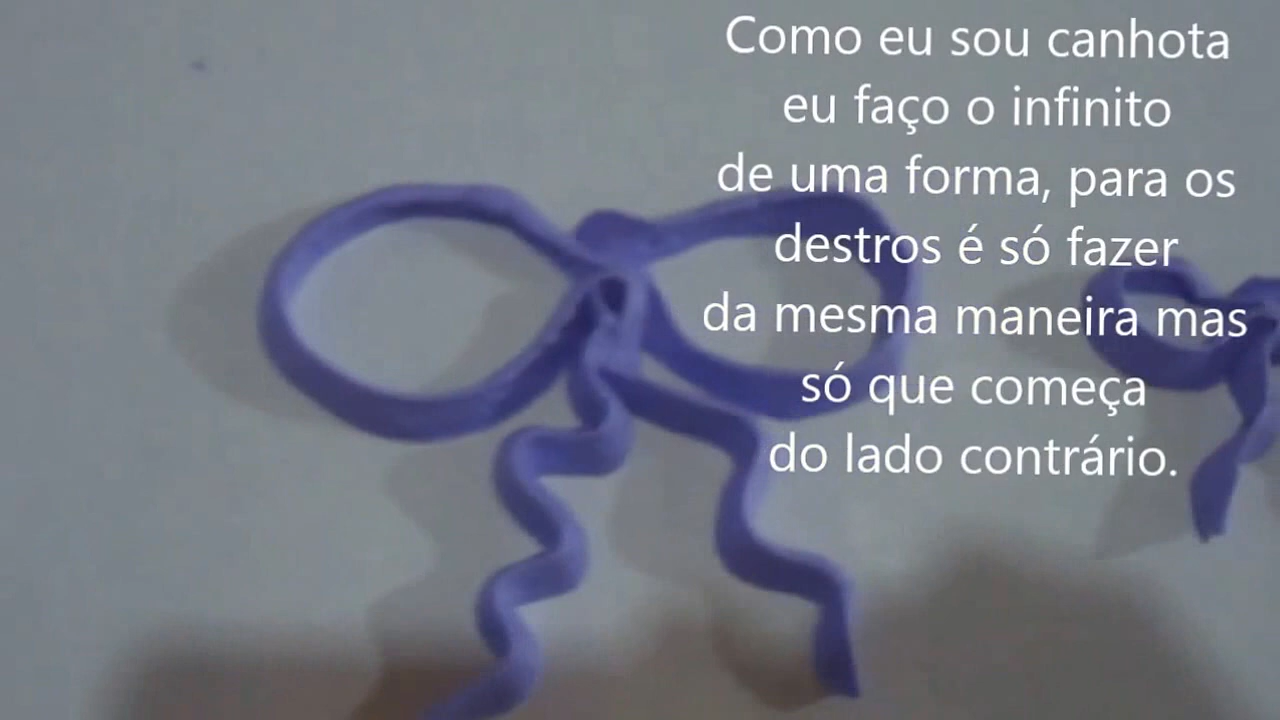 Como eu sou canhota
eu faço o infinito
de uma forma, para os
destros é só fazer
da mesma maneira mas
só que começa
do lado contrário.